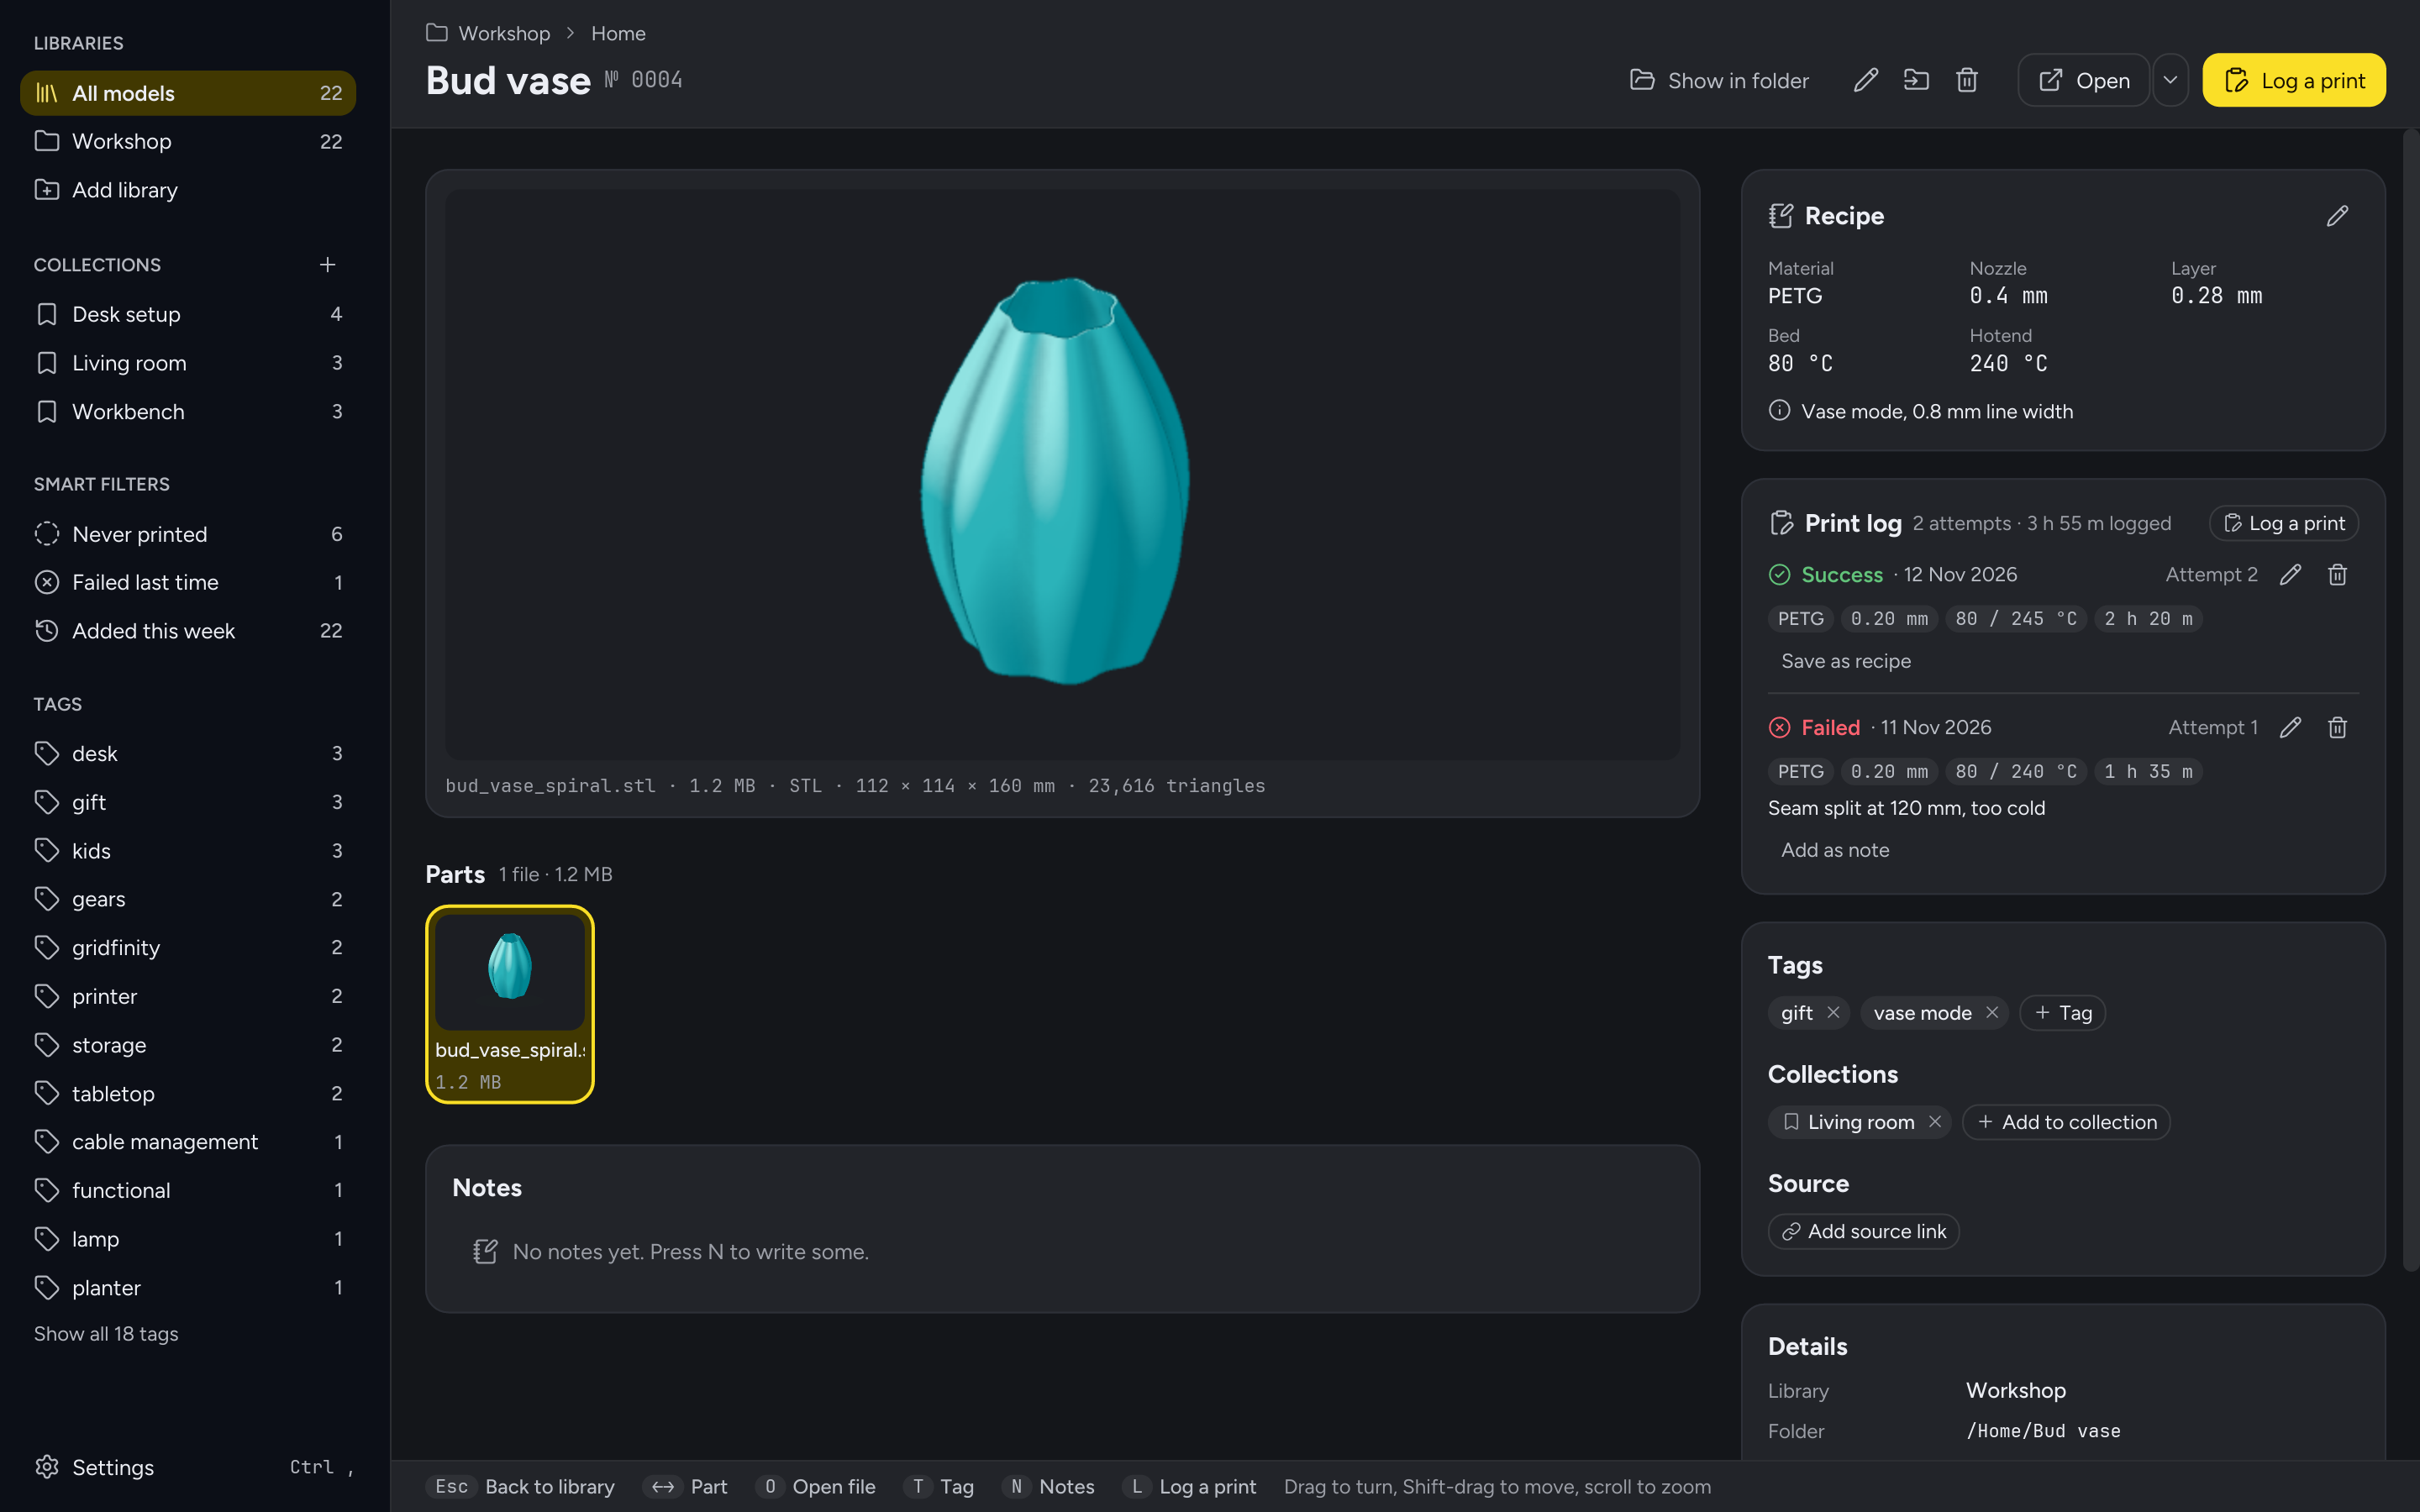 LIBRARIES
All models 22
Workshop 22
Add library
COLLECTIONS
Desk setup 4
Living room 3
Workbench 3
SMART FILTERS
Never printed 6
Failed last time 1
Added this week 22
TAGS
desk 3
gift 3
kids 3
gears 2
gridfinity 2
printer 2
storage 2
tabletop 2
cable management 1
functional 1
lamp 1
planter 1
Show all 18 tags
Settings Ctrl ,
Workshop > Home
Bud vase № 0004
Show in folder
Open
Log a print
bud_vase_spiral.stl · 1.2 MB · STL · 112 × 114 × 160 mm · 23,616 triangles
Parts 1 file · 1.2 MB
bud_vase_spiral.s
1.2 MB
Notes
No notes yet. Press N to write some.
Recipe
Material Nozzle Layer
PETG 0.4 mm 0.28 mm
Bed Hotend
80 °C 240 °C
Vase mode, 0.8 mm line width
Print log 2 attempts · 3 h 55 m logged Log a print
Success · 12 Nov 2026 Attempt 2
PETG 0.20 mm 80 / 245 °C 2 h 20 m
Save as recipe
Failed · 11 Nov 2026 Attempt 1
PETG 0.20 mm 80 / 240 °C 1 h 35 m
Seam split at 120 mm, too cold
Add as note
Tags
gift vase mode + Tag
Collections
Living room + Add to collection
Source
Add source link
Details
Library Workshop
Folder /Home/Bud vase
Esc Back to library ↔ Part O Open file T Tag N Notes L Log a print Drag to turn, Shift-drag to move, scroll to zoom